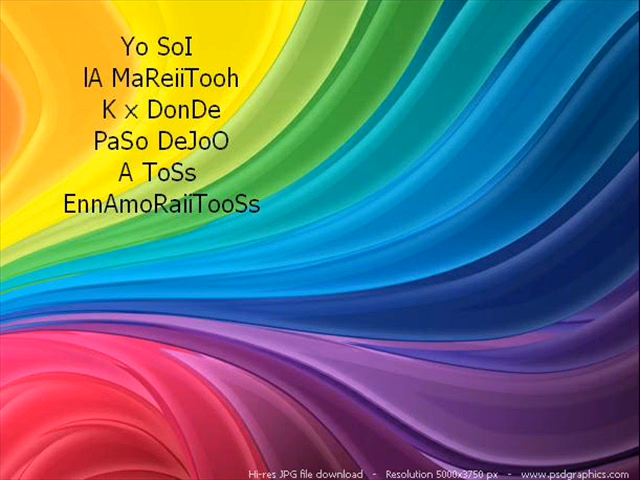 Yo SoI
lA MaReiiTooh
K x DonDe
PaSo DeJoO
A ToSs
EnnAmoRaiiTooSs
Hi-res JPG file download - Resolution 5000x3750 px - www.psdgraphics.com